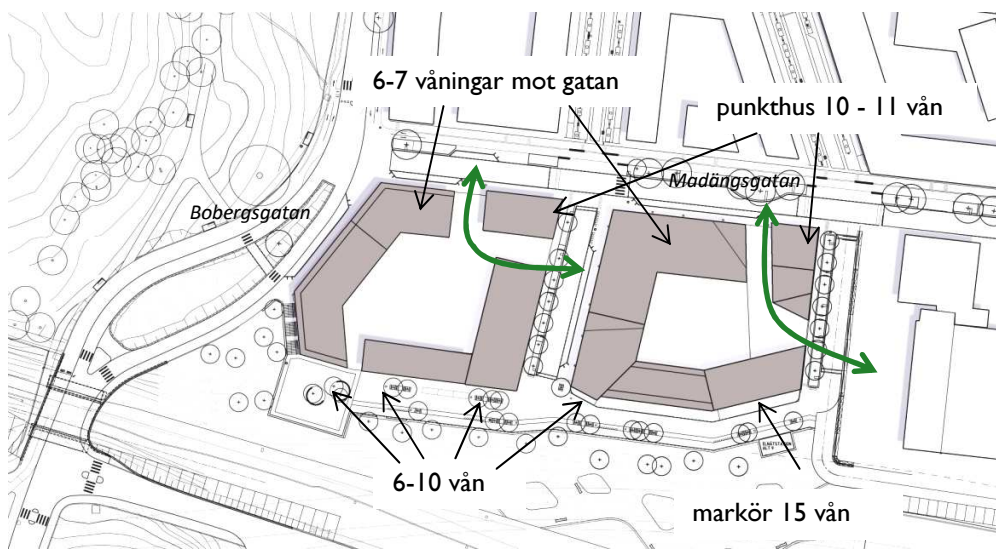 6-7 våningar mot gatan
punkthus 10 - 11 vån
Madängsgatan
Bobergsgatan
6-10 vån
markör 15 vån